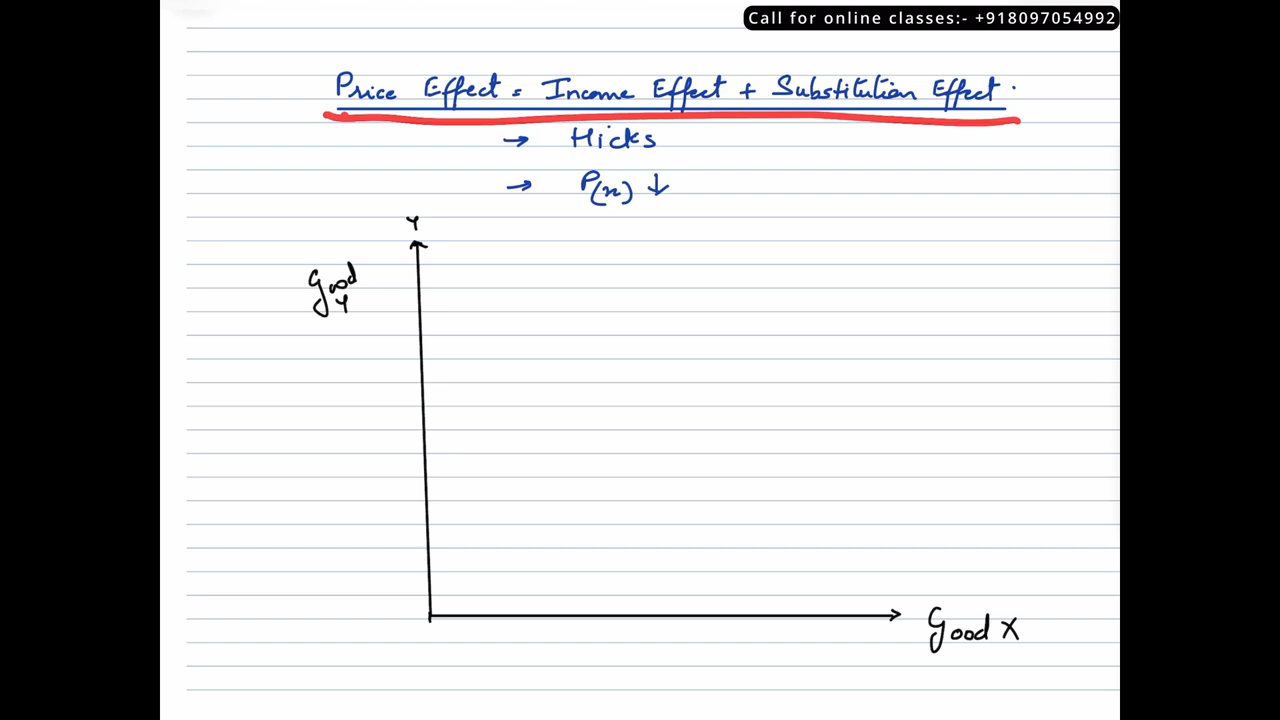 Call for online classes:- +918097054992
Price Effect = Income Effect + Substitution Effect.
→ Hicks
→ P(x) ↓
Y
Good
Y
Good X